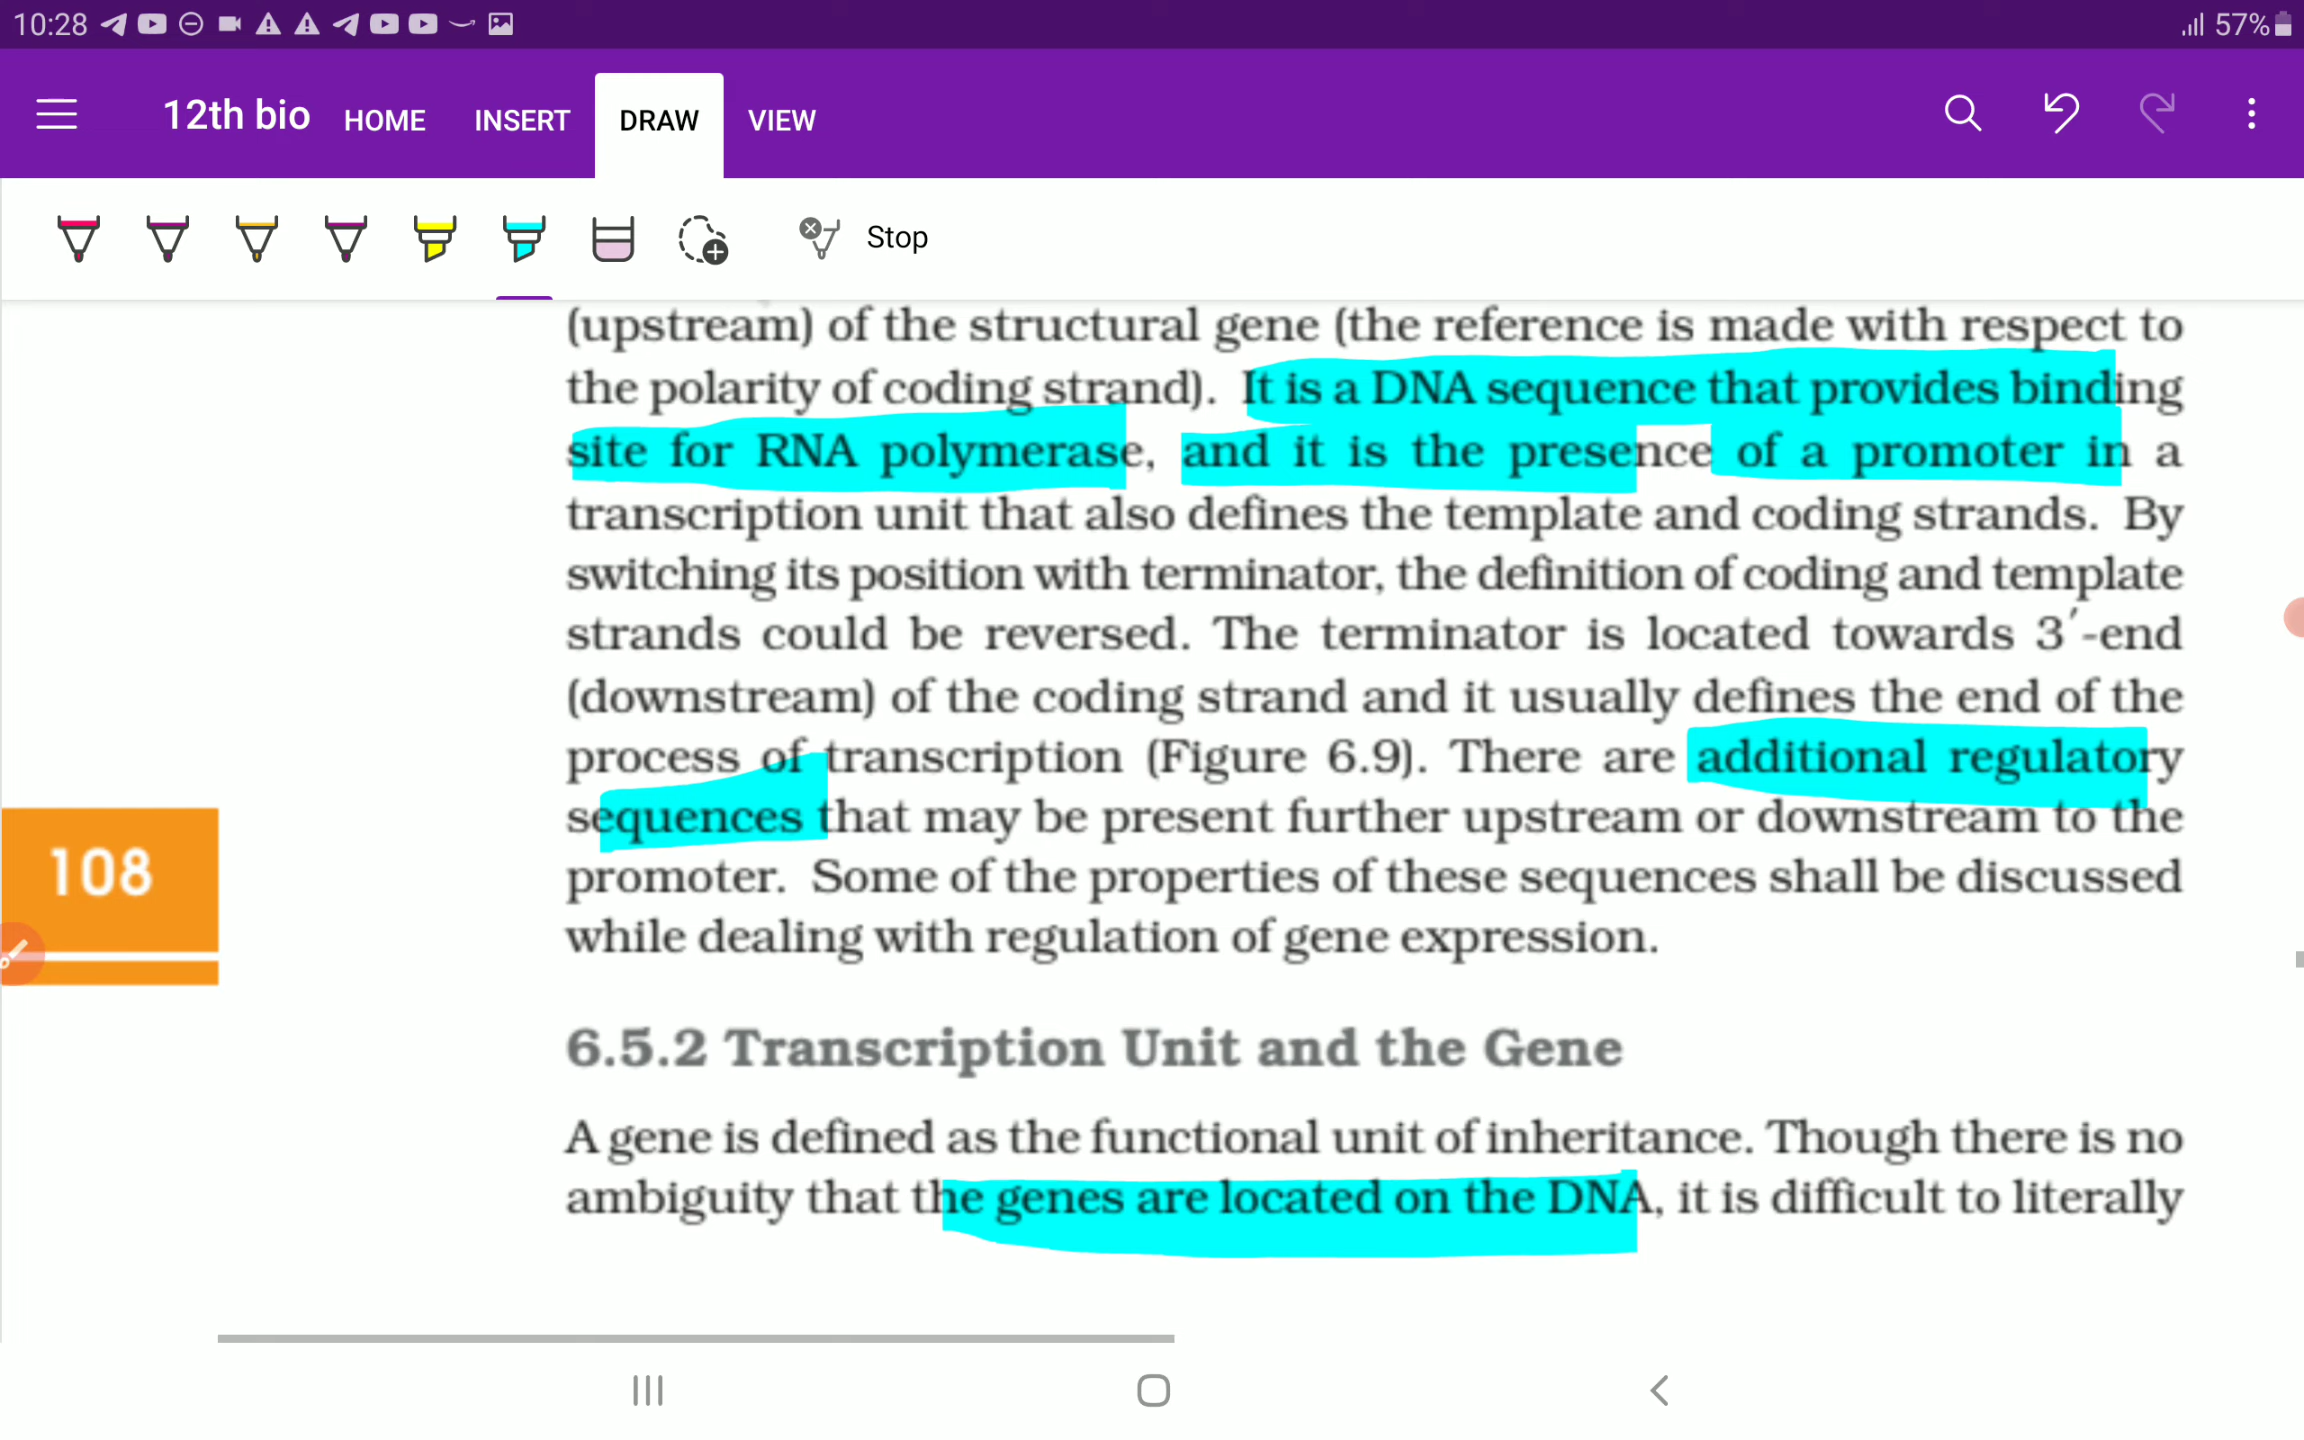 10:28
57%
12th bio HOME INSERT DRAW VIEW
Stop
(upstream) of the structural gene (the reference is made with respect to
the polarity of coding strand). It is a DNA sequence that provides binding
site for RNA polymerase, and it is the presence of a promoter in a
transcription unit that also defines the template and coding strands. By
switching its position with terminator, the definition of coding and template
strands could be reversed. The terminator is located towards 3´-end
(downstream) of the coding strand and it usually defines the end of the
process of transcription (Figure 6.9). There are additional regulatory
sequences that may be present further upstream or downstream to the
promoter. Some of the properties of these sequences shall be discussed
while dealing with regulation of gene expression.
108
6.5.2 Transcription Unit and the Gene
A gene is defined as the functional unit of inheritance. Though there is no
ambiguity that the genes are located on the DNA, it is difficult to literally